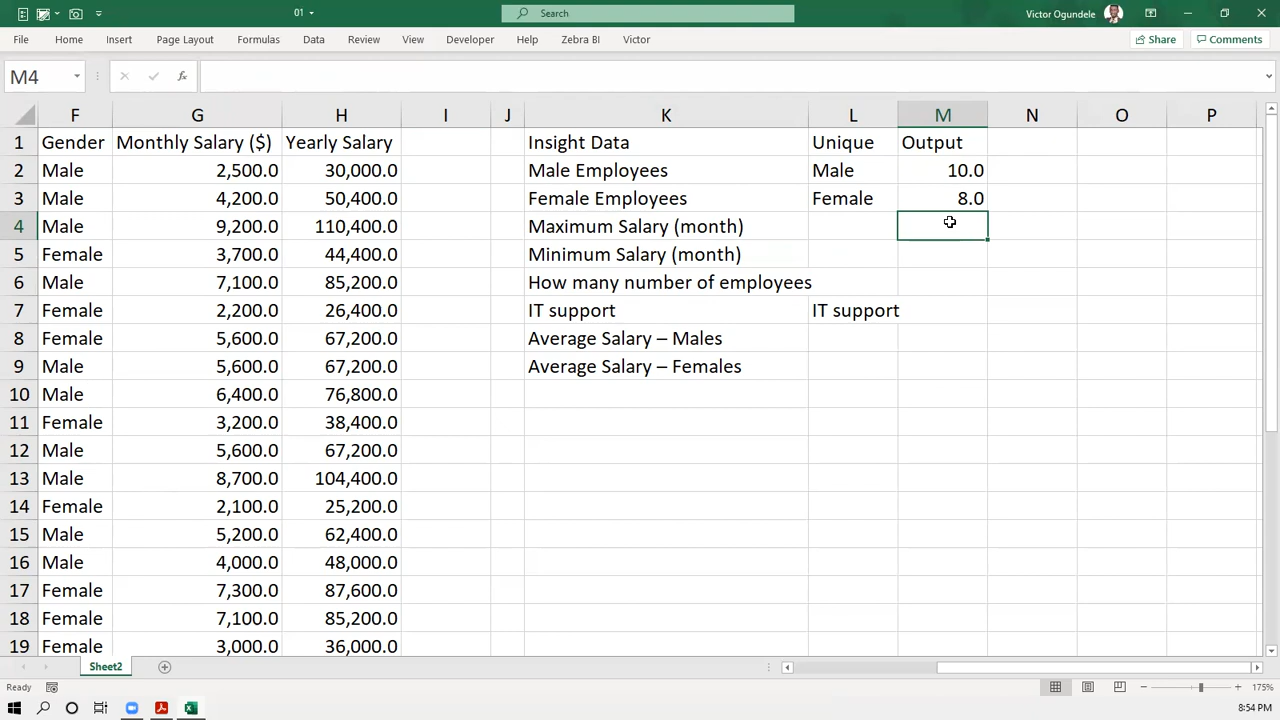 01
Search
Victor Ogundele
File Home Insert Page Layout Formulas Data Review View Developer Help Zebra BI Victor Share Comments
M4 fx
F G H I J K L M N O P
1 Gender Monthly Salary ($) Yearly Salary Insight Data Unique Output
2 Male 2,500.0 30,000.0 Male Employees Male 10.0
3 Male 4,200.0 50,400.0 Female Employees Female 8.0
4 Male 9,200.0 110,400.0 Maximum Salary (month)
5 Female 3,700.0 44,400.0 Minimum Salary (month)
6 Male 7,100.0 85,200.0 How many number of employees
7 Female 2,200.0 26,400.0 IT support IT support
8 Female 5,600.0 67,200.0 Average Salary – Males
9 Male 5,600.0 67,200.0 Average Salary – Females
10 Male 6,400.0 76,800.0
11 Female 3,200.0 38,400.0
12 Male 5,600.0 67,200.0
13 Male 8,700.0 104,400.0
14 Female 2,100.0 25,200.0
15 Male 5,200.0 62,400.0
16 Male 4,000.0 48,000.0
17 Female 7,300.0 87,600.0
18 Female 7,100.0 85,200.0
19 Female 3,000.0 36,000.0
Sheet2
Ready 175%
8:54 PM